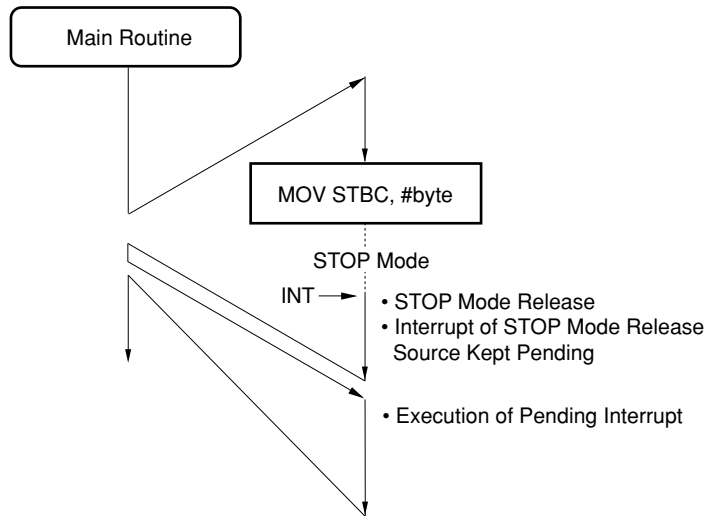 Main Routine
MOV STBC, #byte
STOP Mode
INT
• STOP Mode Release
• Interrupt of STOP Mode Release
Source Kept Pending
• Execution of Pending Interrupt